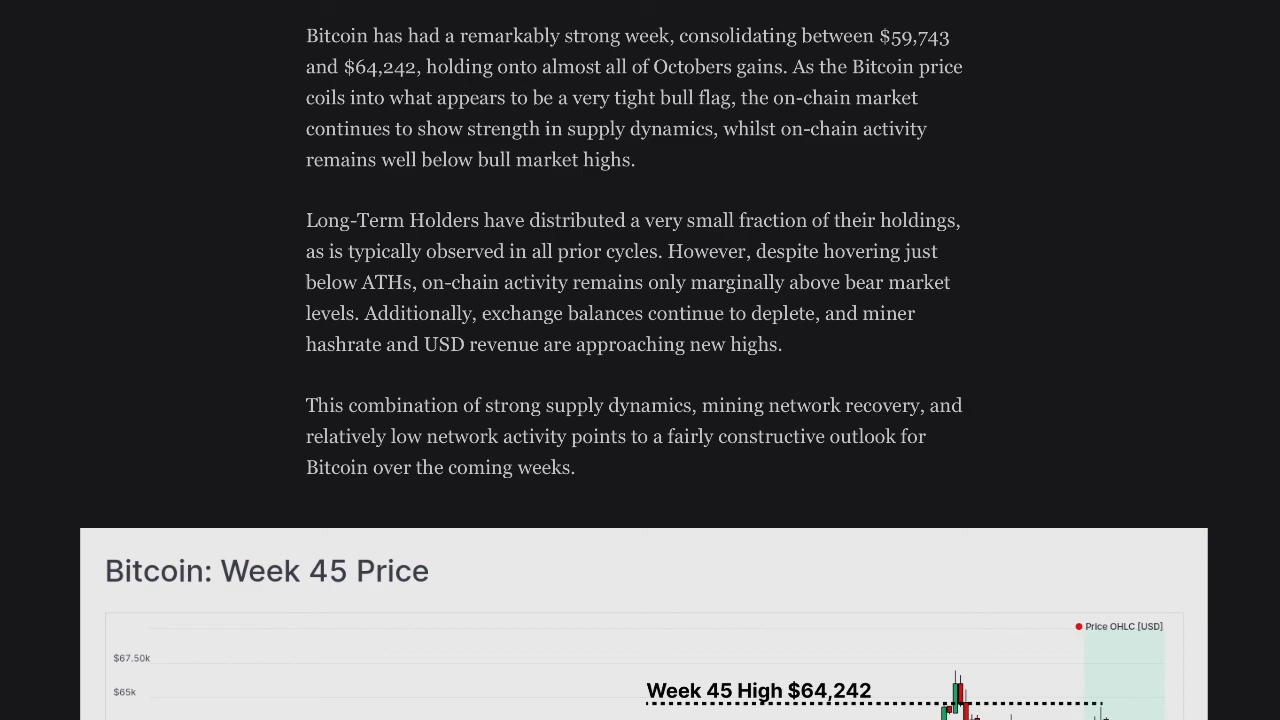 Bitcoin has had a remarkably strong week, consolidating between $59,743
and $64,242, holding onto almost all of Octobers gains. As the Bitcoin price
coils into what appears to be a very tight bull flag, the on-chain market
continues to show strength in supply dynamics, whilst on-chain activity
remains well below bull market highs.
Long-Term Holders have distributed a very small fraction of their holdings,
as is typically observed in all prior cycles. However, despite hovering just
below ATHs, on-chain activity remains only marginally above bear market
levels. Additionally, exchange balances continue to deplete, and miner
hashrate and USD revenue are approaching new highs.
This combination of strong supply dynamics, mining network recovery, and
relatively low network activity points to a fairly constructive outlook for
Bitcoin over the coming weeks.
Bitcoin: Week 45 Price
Price OHLC [USD]
$67.50k
$65k
Week 45 High $64,242